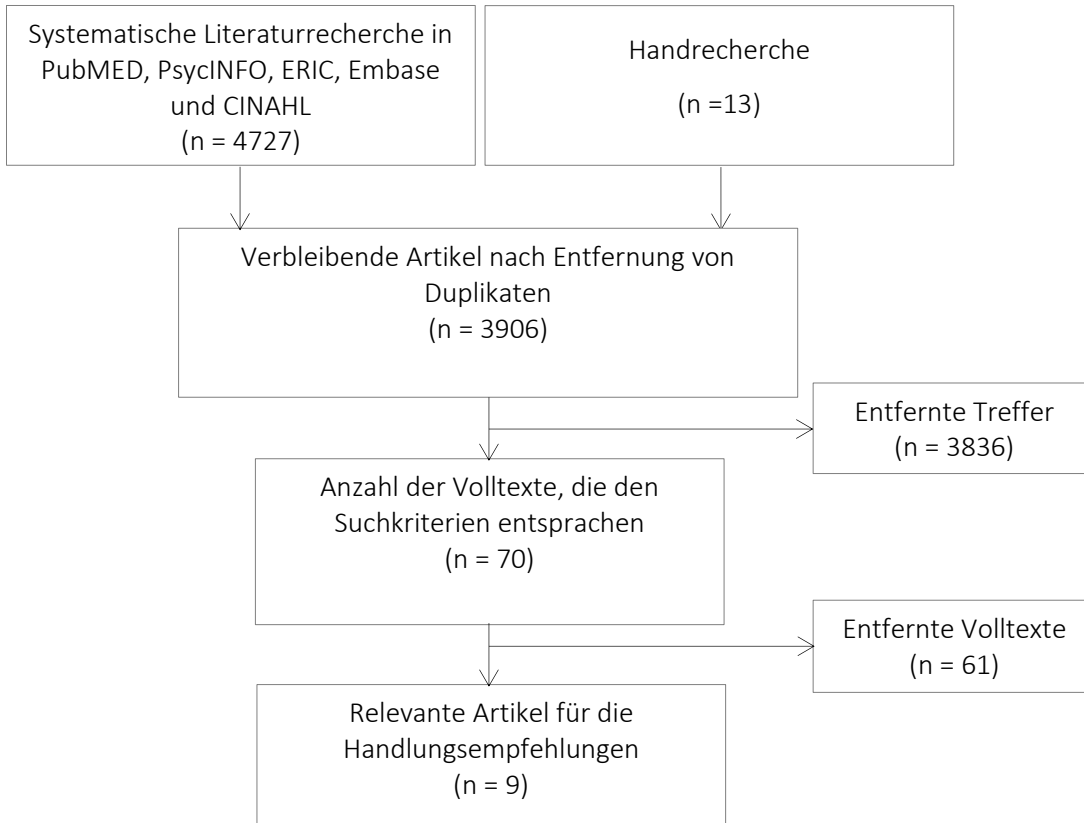 Systematische Literaturrecherche in
PubMED, PsycINFO, ERIC, Embase
und CINAHL
(n = 4727)
Handrecherche
(n =13)
Verbleibende Artikel nach Entfernung von
Duplikaten
(n = 3906)
Entfernte Treffer
(n = 3836)
Anzahl der Volltexte, die den
Suchkriterien entsprachen
(n = 70)
Entfernte Volltexte
(n = 61)
Relevante Artikel für die
Handlungsempfehlungen
(n = 9)